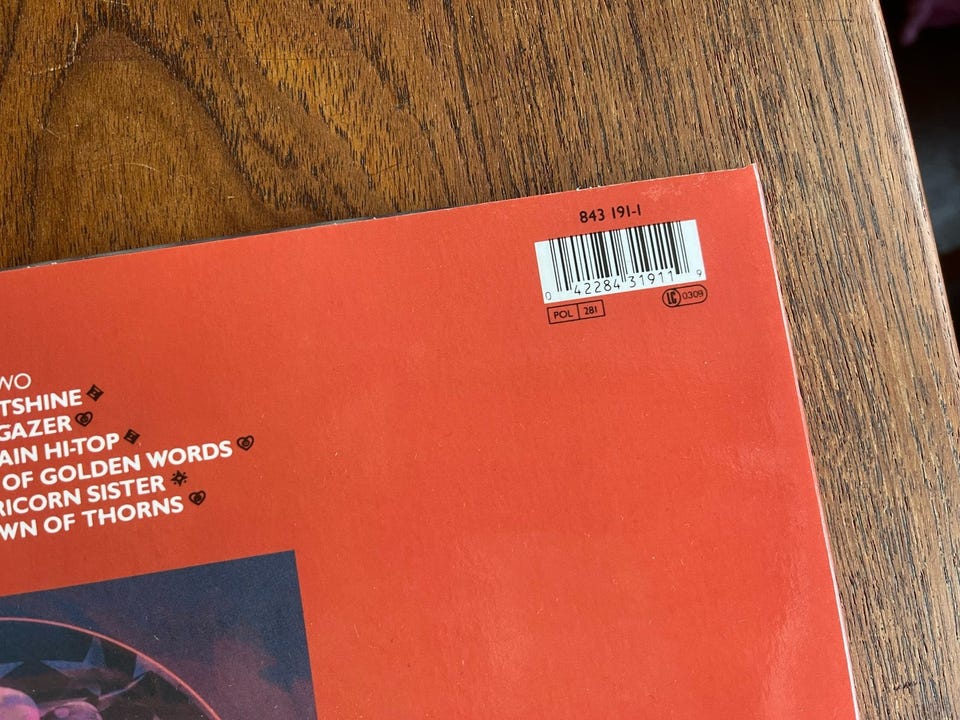 843 191-1
0 42284 31911 9
POL 281
LC 0309
WO
TSHINE
GAZER
AIN HI-TOP
OF GOLDEN WORDS
RICORN SISTER
WN OF THORNS